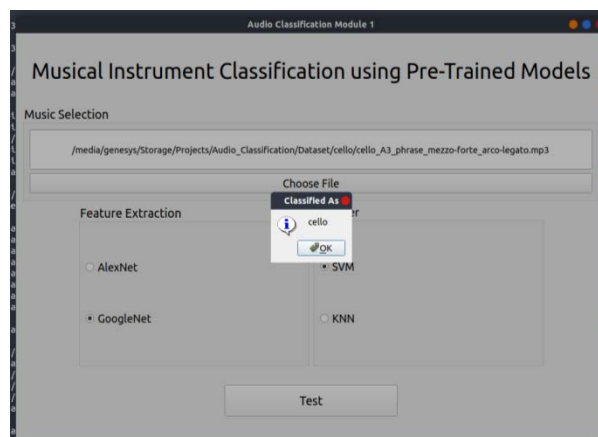 Audio Classification Module 1
Musical Instrument Classification using Pre-Trained Models
Music Selection
/media/genesys/Storage/Projects/Audio_Classification/Dataset/cello/cello_A3_phrase_mezzo-forte_arco-legato.mp3
Choose File
Classified As
Feature Extraction
cello
OK
AlexNet
SVM
GoogleNet
KNN
Test